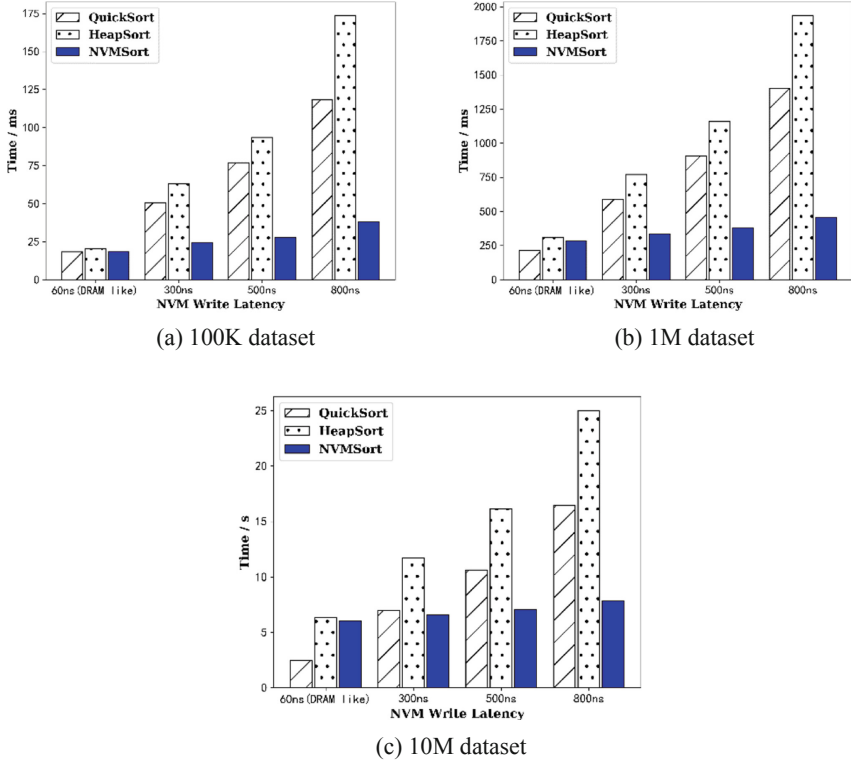 175
150
125
100
75
50
25
0
Time / ms
QuickSort
HeapSort
NVMSort
60ns(DRAM like) 300ns 500ns 800ns
NVM Write Latency
(a) 100K dataset
2000
1750
1500
1250
1000
750
500
250
0
Time / ms
QuickSort
HeapSort
NVMSort
60ns(DRAM like) 300ns 500ns 800ns
NVM Write Latency
(b) 1M dataset
25
20
15
10
5
0
Time / s
QuickSort
HeapSort
NVMSort
60ns(DRAM like) 300ns 500ns 800ns
NVM Write Latency
(c) 10M dataset